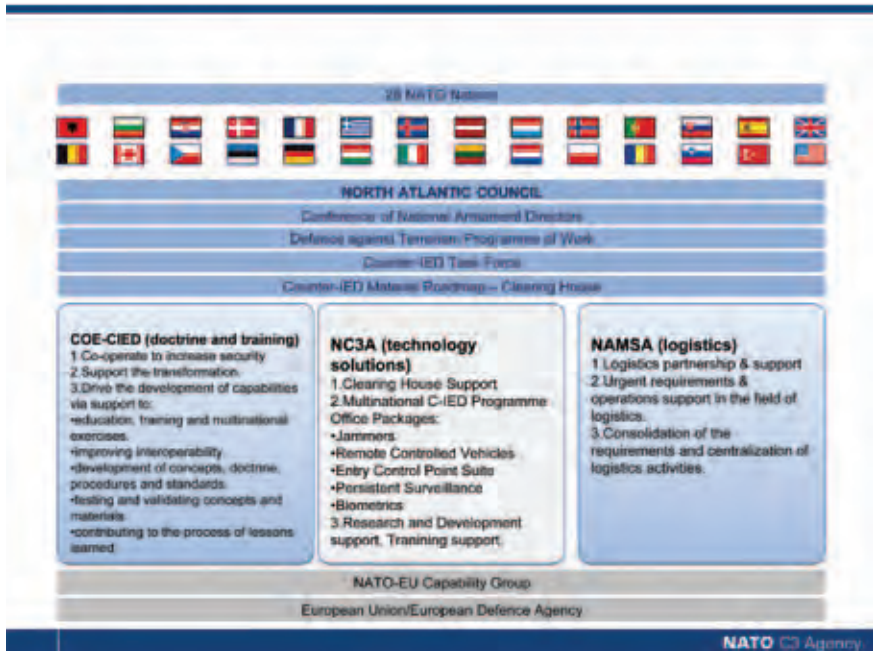 28 NATO Nations
NORTH ATLANTIC COUNCIL
Conference of National Armament Directors
Defence against Terrorism Programme of Work
Counter-IED Task Force
Counter-IED Material Roadmap – Clearing House
COE-CIED (doctrine and training)
1.Co-operate to increase security
2.Support the transformation.
3.Drive the development of capabilities
via support to:
•education, training and multinational
exercises.
•improving interoperability
•development of concepts, doctrine,
procedures and standards.
•testing and validating concepts and
materials
•contributing to the process of lessons
learned
NC3A (technology
solutions)
1.Clearing House Support
2.Multinational C-IED Programme
Office Packages:
•Jammers
•Remote Controlled Vehicles
•Entry Control Point Suite
•Persistent Surveillance
•Biometrics
3.Research and Development
support, Tranining support.
NAMSA (logistics)
1.Logistics partnership & support
2.Urgent requirements &
operations support in the field of
logistics.
3.Consolidation of the
requirements and centralization of
logistics activities.
NATO-EU Capability Group
European Union/European Defence Agency
NATO C3 Agency